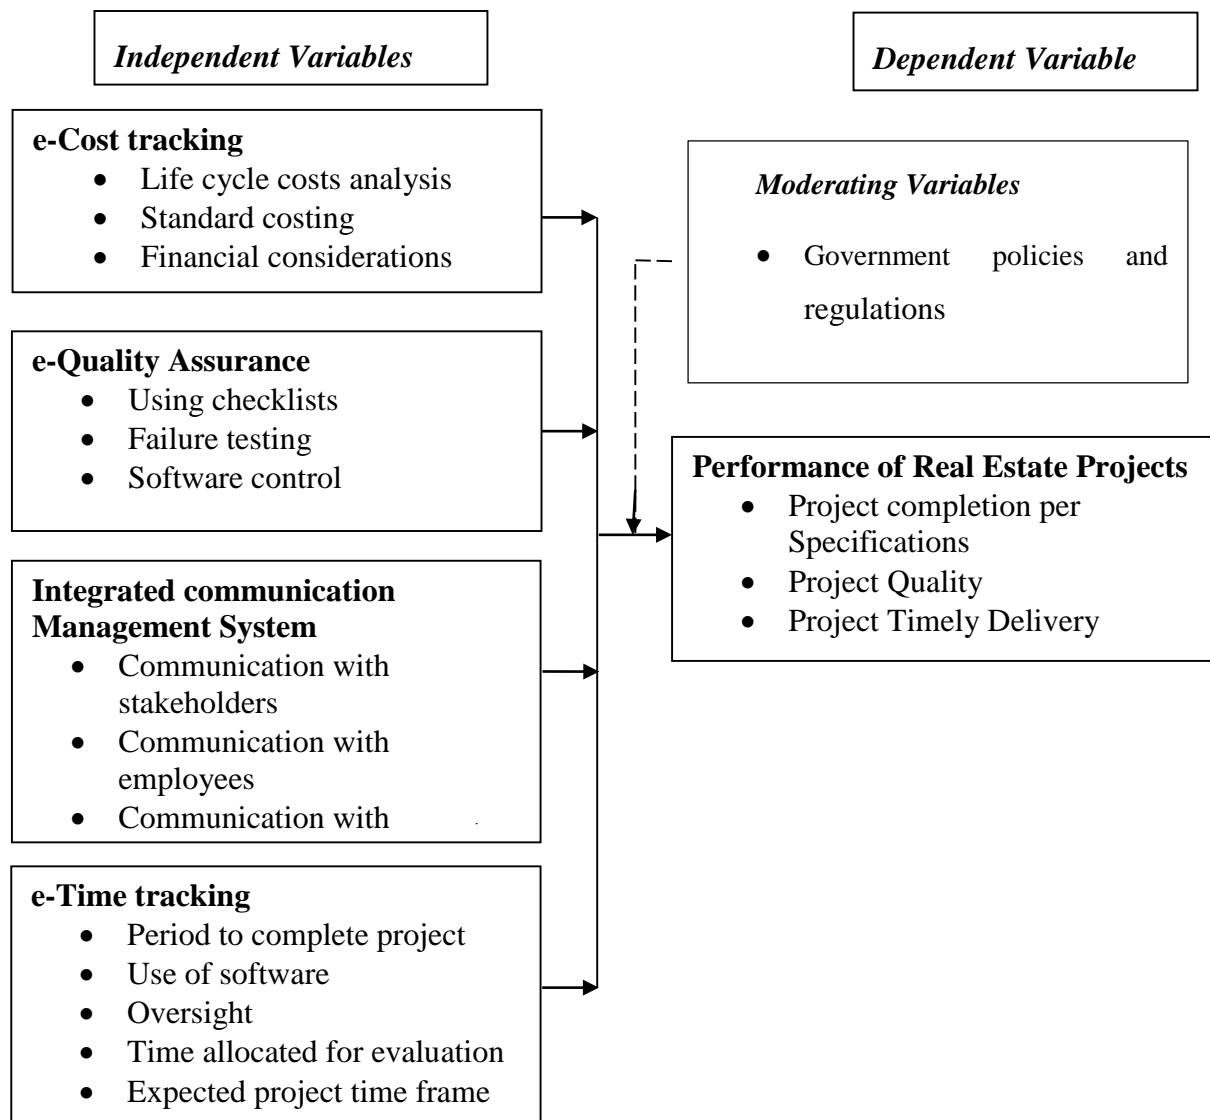 Independent Variables
Dependent Variable
e-Cost tracking
• Life cycle costs analysis
• Standard costing
• Financial considerations
Moderating Variables
• Government policies and
regulations
e-Quality Assurance
• Using checklists
• Failure testing
• Software control
Performance of Real Estate Projects
• Project completion per
Specifications
• Project Quality
• Project Timely Delivery
Integrated communication
Management System
• Communication with
stakeholders
• Communication with
employees
• Communication with
e-Time tracking
• Period to complete project
• Use of software
• Oversight
• Time allocated for evaluation
• Expected project time frame